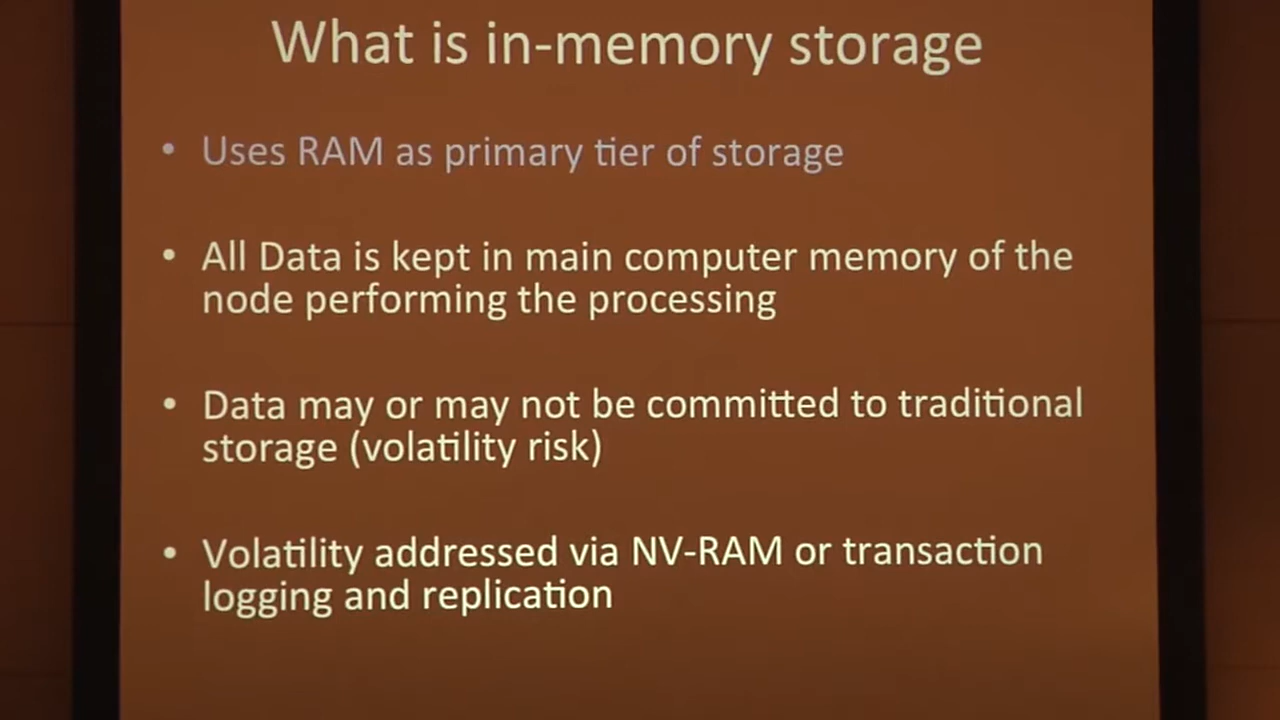 What is in-memory storage
• Uses RAM as primary tier of storage
• All Data is kept in main computer memory of the
node performing the processing
• Data may or may not be committed to traditional
storage (volatility risk)
• Volatility addressed via NV-RAM or transaction
logging and replication